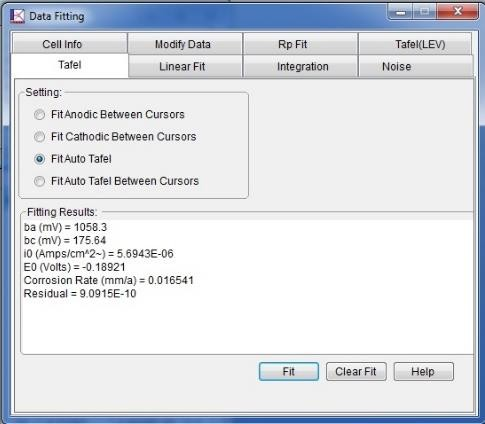 Data Fitting
Cell Info Modify Data Rp Fit Tafel(LEV)
Tafel Linear Fit Integration Noise
Setting:
Fit Anodic Between Cursors
Fit Cathodic Between Cursors
Fit Auto Tafel
Fit Auto Tafel Between Cursors
Fitting Results:
ba (mV) = 1058.3
bc (mV) = 175.64
i0 (Amps/cm^2~) = 5.6943E-06
E0 (Volts) = -0.18921
Corrosion Rate (mm/a) = 0.016541
Residual = 9.0915E-10
Fit Clear Fit Help